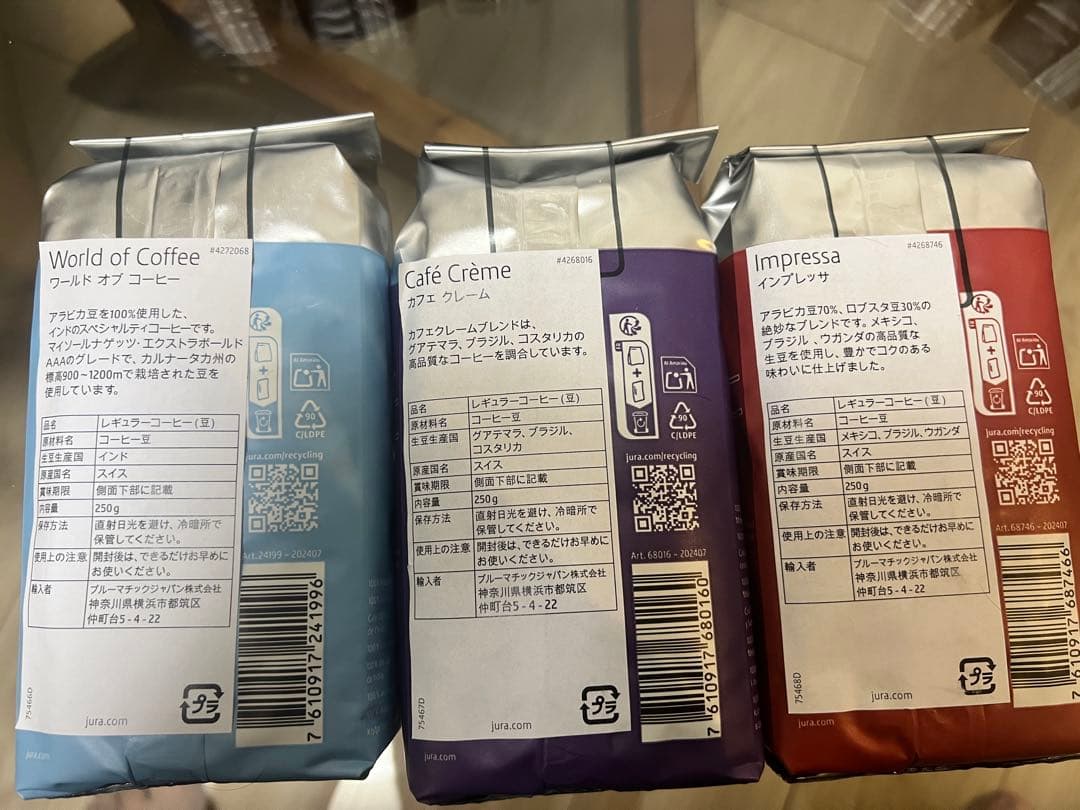 World of Coffee
#4272068
ワールド オブ コーヒー
アラビカ豆を100%使用した、
インドのスペシャルティコーヒーです。
マイソールナゲッツ・エクストラボールド
AAAのグレードで、カルナータカ州の
標高900~1200mで栽培された豆を
使用しています。
品名 レギュラーコーヒー(豆)
原材料名 コーヒー豆
生豆生産国 インド
原産国名 スイス
賞味期限 側面下部に記載
内容量 250g
保存方法 直射日光を避け、冷暗所で
保管してください。
使用上の注意 開封後は、できるだけお早めに
お使いください。
輸入者 ブルーマチックジャパン株式会社
神奈川県横浜市都筑区
仲町台5-4-22
75466D
jura.com
プラ
jura.com
90
C/LDPE
jura.com/recycling
Art.24199 – 202407
7 610917 241996
Café Crème
#4268016
カフェ クレーム
カフェクレームブレンドは、
グアテマラ、ブラジル、コスタリカの
高品質なコーヒーを調合しています。
品名 レギュラーコーヒー(豆)
原材料名 コーヒー豆
生豆生産国 グアテマラ、ブラジル、
コスタリカ
原産国名 スイス
賞味期限 側面下部に記載
内容量 250g
保存方法 直射日光を避け、冷暗所で
保管してください。
使用上の注意 開封後は、できるだけお早めに
お使いください。
輸入者 ブルーマチックジャパン株式会社
神奈川県横浜市都筑区
仲町台5-4-22
75467D
jura.com
プラ
jura.com
90
C/LDPE
jura.com/recycling
Art. 68016 – 202407
7 610917 680160
Impressa
#4268746
インプレッサ
アラビカ豆70%、ロブスタ豆30%の
絶妙なブレンドです。メキシコ、
ブラジル 、ウガンダの高品質な
生豆を使用し、豊かでコクのある
味わいに仕上げました。
品名 レギュラーコーヒー(豆)
原材料名 コーヒー豆
生豆生産国 メキシコ、ブラジル、ウガンダ
原産国名 スイス
賞味期限 側面下部に記載
内容量 250g
保存方法 直射日光を避け、冷暗所で
保管してください。
使用上の注意 開封後は、できるだけお早めに
お使いください。
輸入者 ブルーマチックジャパン株式会社
神奈川県横浜市都筑区
仲町台5-4-22
75468D
jura.com
プラ
jura.com
90
C/LDPE
jura.com/recycling
Art. 68746 – 202407
7 610917 687466